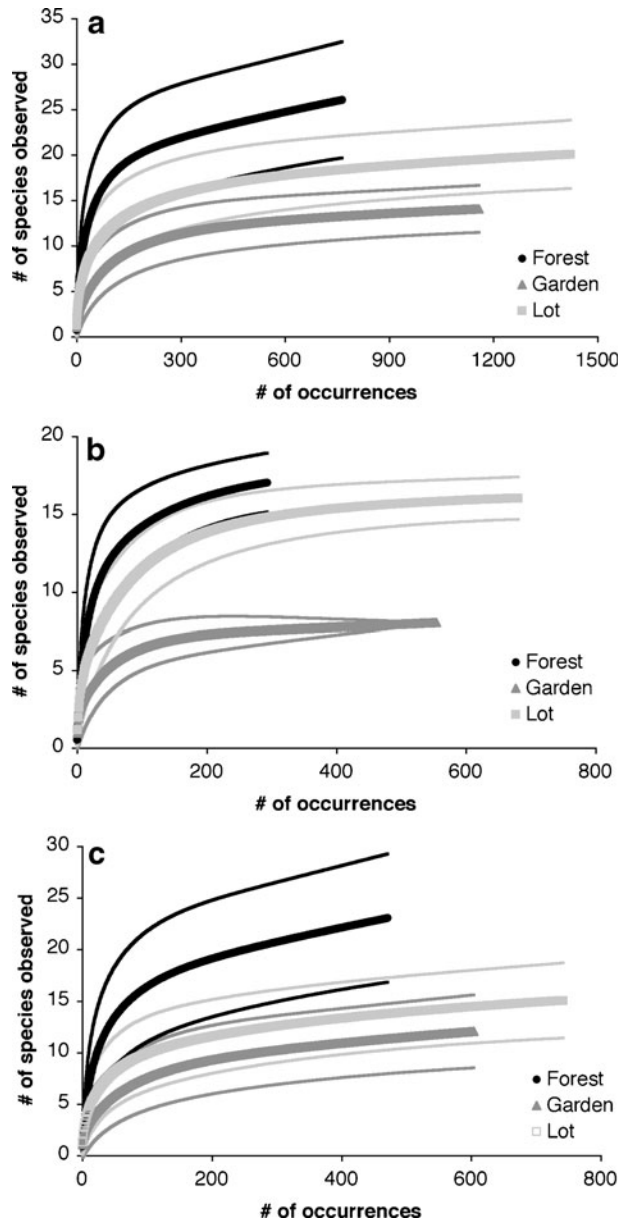 a
35
30
25
20
15
10
5
0
# of species observed
Forest
Garden
Lot
0 300 600 900 1200 1500
# of occurrences
b
20
15
10
5
0
# of species observed
Forest
Garden
Lot
0 200 400 600 800
# of occurrences
c
30
25
20
15
10
5
0
# of species observed
Forest
Garden
Lot
0 200 400 600 800
# of occurrences